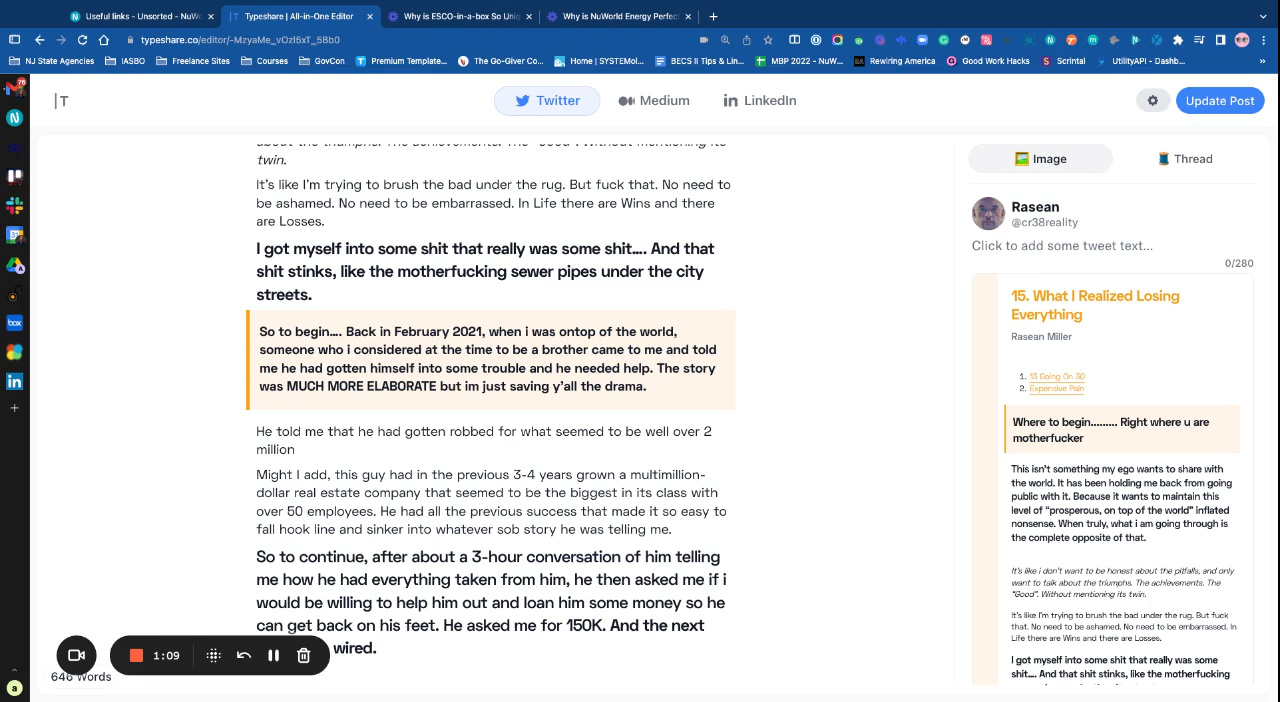 Useful links - Unsorted - NuWo
Typeshare | All-in-One Editor
Why is ESCO-in-a-box So Uniq
Why is NuWorld Energy Perfec
typeshare.co/editor/-MzyaMe_vOzl5xT_5Bb0
NJ State Agencies
IASBO
Freelance Sites
Courses
GovCon
Premium Template...
The Go-Giver Co...
Home | SYSTEMol...
BECS II Tips & Lin...
MBP 2022 - NuW...
Rewiring America
Good Work Hacks
Scrintal
UtilityAPI - Dashb...
|T
Twitter
Medium
LinkedIn
Update Post
about the triumphs. The achievements. The "Good". Without mentioning its
twin.
It's like I'm trying to brush the bad under the rug. But fuck that. No need to
be ashamed. No need to be embarrassed. In Life there are Wins and there
are Losses.
I got myself into some shit that really was some shit.... And that
shit stinks, like the motherfucking sewer pipes under the city
streets.
So to begin.... Back in February 2021, when i was ontop of the world,
someone who i considered at the time to be a brother came to me and told
me he had gotten himself into some trouble and he needed help. The story
was MUCH MORE ELABORATE but im just saving y'all the drama.
He told me that he had gotten robbed for what seemed to be well over 2
million
Might I add, this guy had in the previous 3-4 years grown a multimillion-
dollar real estate company that seemed to be the biggest in its class with
over 50 employees. He had all the previous success that made it so easy to
fall hook line and sinker into whatever sob story he was telling me.
So to continue, after about a 3-hour conversation of him telling
me how he had everything taken from him, he then asked me if i
would be willing to help him out and loan him some money so he
can get back on his feet. He asked me for 150K. And the next
wired.
1:09
646 Words
Image
Thread
Rasean
@cr38reality
Click to add some tweet text...
0/280
15. What I Realized Losing
Everything
Rasean Miller
1. 13 Going On 30
2. Expensive Pain
Where to begin......... Right where u are
motherfucker
This isn't something my ego wants to share with
the world. It has been holding me back from going
public with it. Because it wants to maintain this
level of "prosperous, on top of the world" inflated
nonsense. When truly, what i am going through is
the complete opposite of that.
It's like i don't want to be honest about the pitfalls, and only
want to talk about the triumphs. The achievements. The
"Good". Without mentioning its twin.
It's like I'm trying to brush the bad under the rug. But fuck
that. No need to be ashamed. No need to be embarrassed. In
Life there are Wins and there are Losses.
I got myself into some shit that really was some
shit.... And that shit stinks, like the motherfucking
box
in
a